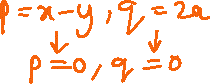 p=x-y, q=2a
↓ ↓
p=0, q=0